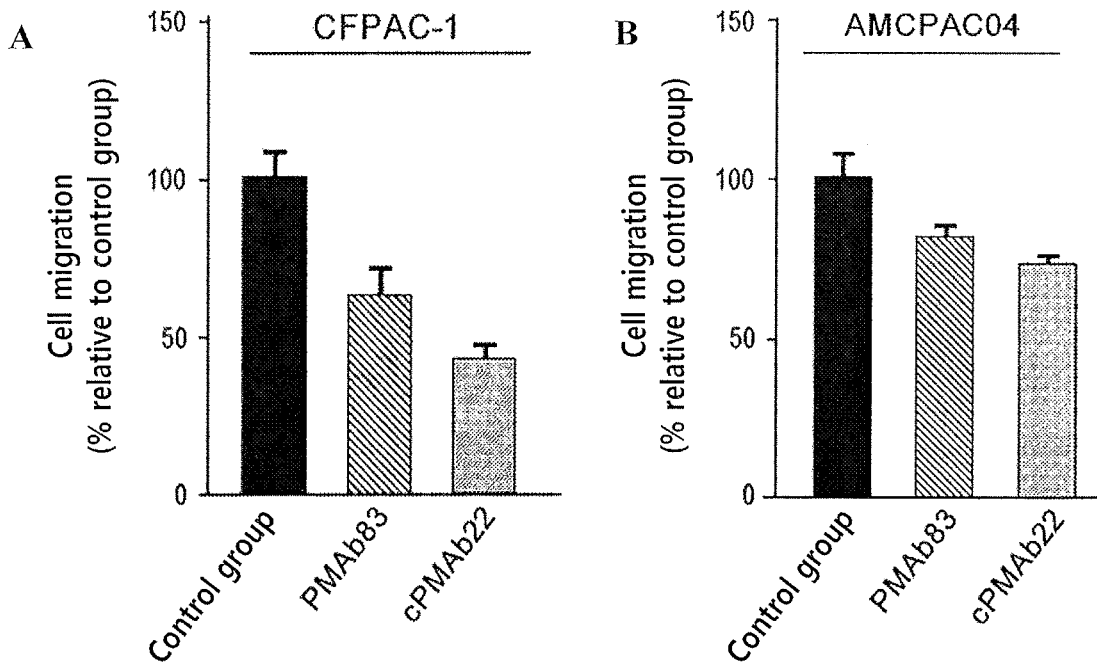 A
CFPAC-1
Cell migration
(% relative to control group)
150
100
50
0
Control group
PMAb83
cPMAb22
B
AMCPAC04
Cell migration
(% relative to control group)
150
100
50
0
Control group
PMAb83
cPMAb22